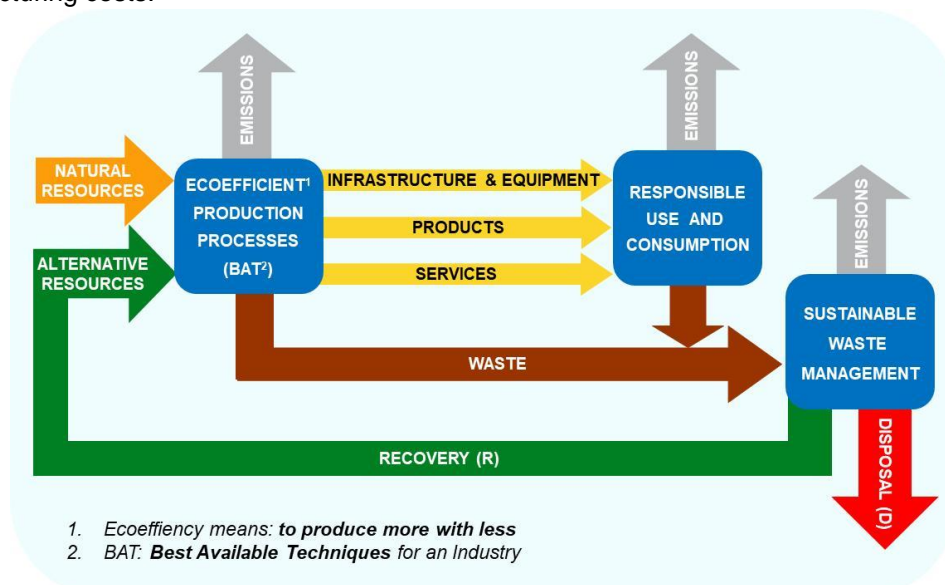 cturing costs.
EMISSIONS
EMISSIONS
EMISSIONS
NATURAL
RESOURCES
ALTERNATIVE
RESOURCES
ECOEFFICIENT¹
PRODUCTION
PROCESSES
(BAT²)
INFRASTRUCTURE & EQUIPMENT
PRODUCTS
SERVICES
RESPONSIBLE
USE AND
CONSUMPTION
WASTE
SUSTAINABLE
WASTE
MANAGEMENT
RECOVERY (R)
DISPOSAL (D)
1. Ecoeffiency means: to produce more with less
2. BAT: Best Available Techniques for an Industry